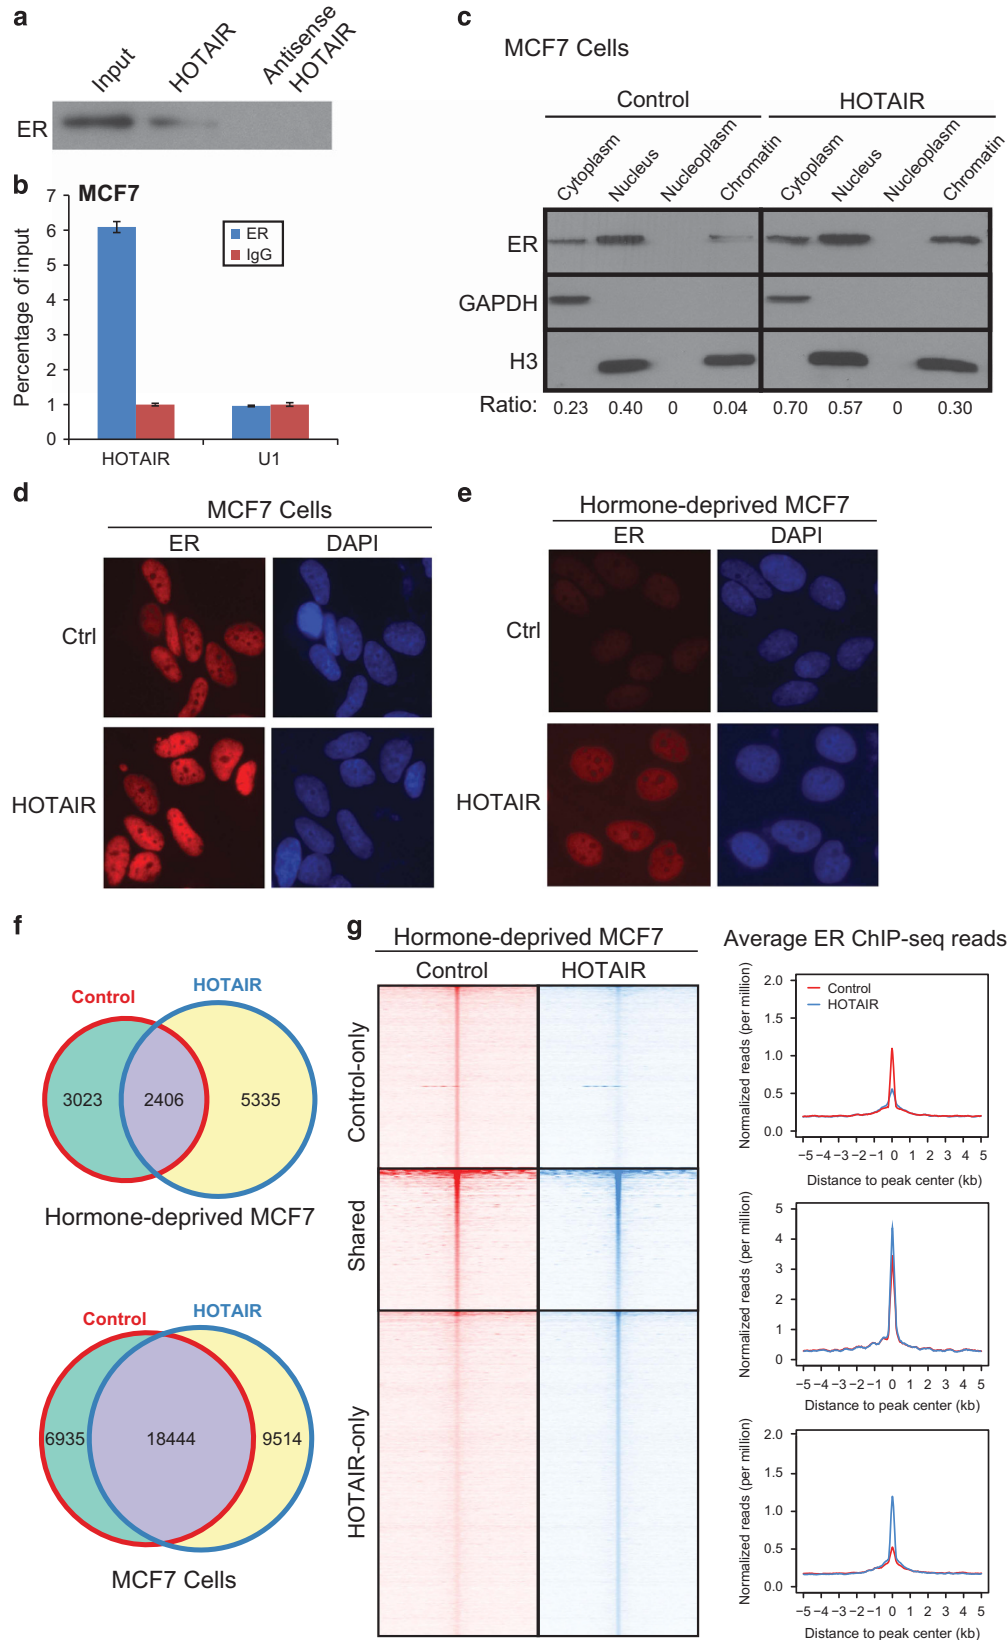 a
Input
HOTAIR
Antisense
HOTAIR
ER
b
MCF7
Percentage of input
7
6
5
4
3
2
1
0
ER
IgG
HOTAIR
U1
c
MCF7 Cells
Control
HOTAIR
Cytoplasm
Nucleus
Nucleoplasm
Chromatin
Cytoplasm
Nucleus
Nucleoplasm
Chromatin
ER
GAPDH
H3
Ratio: 0.23 0.40 0 0.04 0.70 0.57 0 0.30
d
MCF7 Cells
ER DAPI
Ctrl
HOTAIR
e
Hormone-deprived MCF7
ER DAPI
Ctrl
HOTAIR
f
Control
HOTAIR
3023 2406 5335
Hormone-deprived MCF7
Control
HOTAIR
6935 18444 9514
MCF7 Cells
g
Hormone-deprived MCF7
Control HOTAIR
Control-only
Shared
HOTAIR-only
Average ER ChIP-seq reads
Normalized reads (per million)
2.0
1.5
1.0
0.5
0.0
Control
HOTAIR
−5 −4 −3 −2 −1 0 1 2 3 4 5
Distance to peak center (kb)
Normalized reads (per million)
5
4
3
2
1
0
−5 −4 −3 −2 −1 0 1 2 3 4 5
Distance to peak center (kb)
Normalized reads (per million)
2.0
1.5
1.0
0.5
0.0
−5 −4 −3 −2 −1 0 1 2 3 4 5
Distance to peak center (kb)